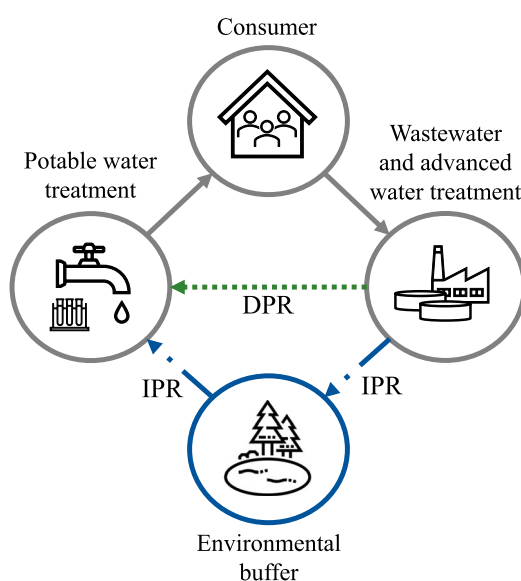 Consumer
Wastewater
and advanced
water treatment
Potable water
treatment
DPR
IPR
IPR
Environmental
buffer